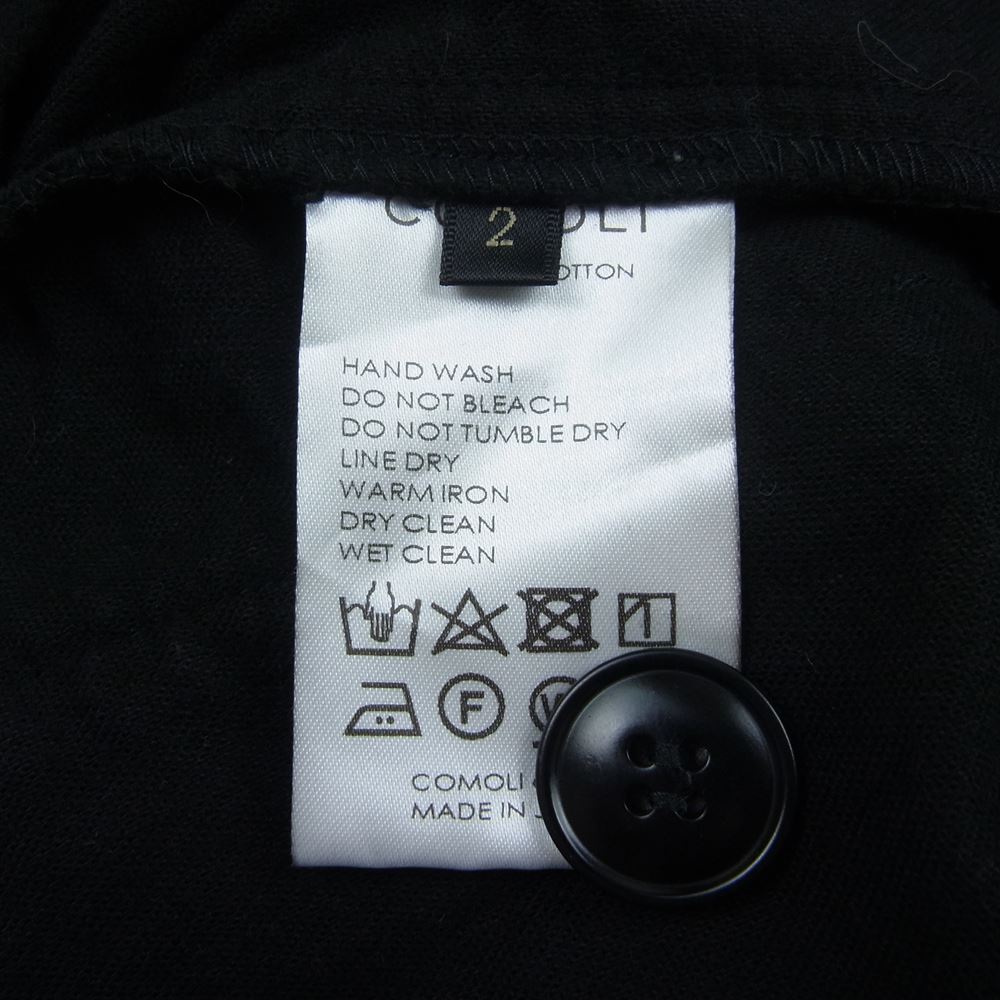 2
HAND WASH
DO NOT BLEACH
DO NOT TUMBLE DRY
LINE DRY
WARM IRON
DRY CLEAN
WET CLEAN
F
COMOLI
MADE IN